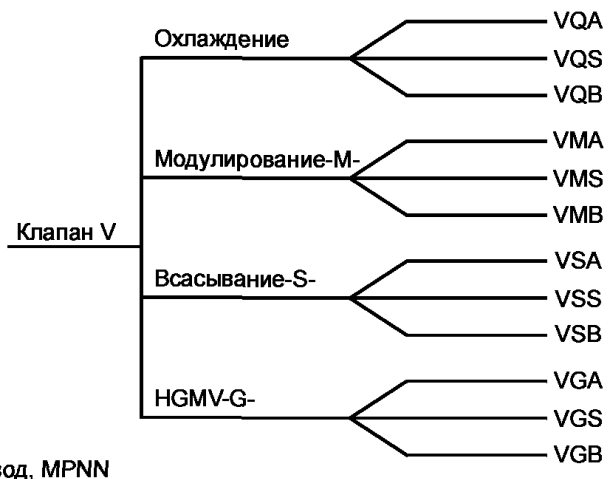 Охлаждение
VQA
VQS
VQB
Модулирование-M-
VMA
VMS
VMB
Клапан V
Всасывание-S-
VSA
VSS
VSB
HGMV-G-
VGA
VGS
VGB
MPNN